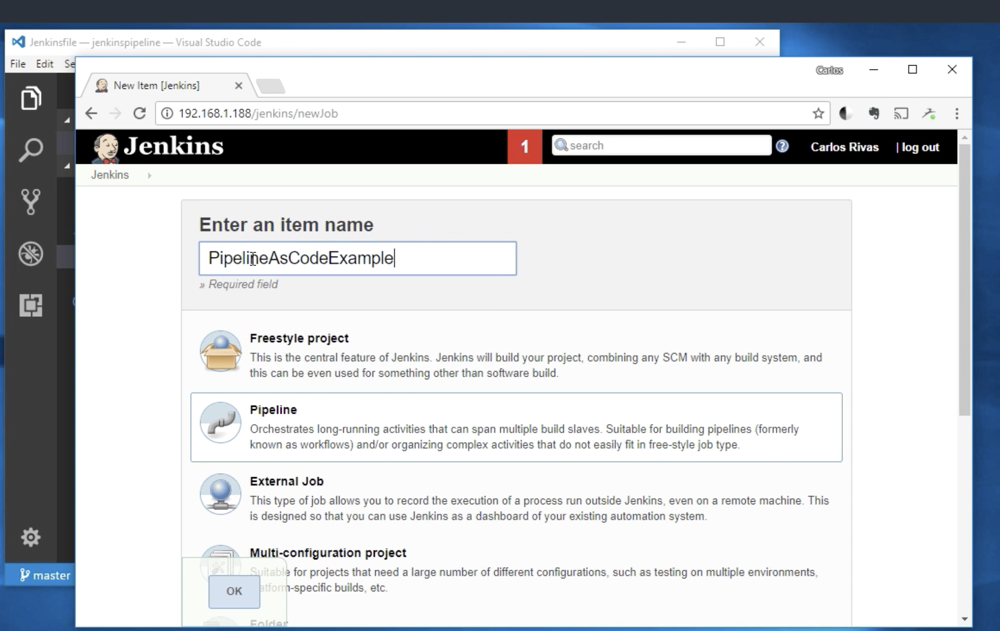 Jenkinsfile — jenkinspipeline — Visual Studio Code
File Edit Se
Carlos
New Item [Jenkins]
192.168.1.188/jenkins/newJob
Jenkins
1
search
Carlos Rivas
| log out
Jenkins
Enter an item name
PipelineAsCodeExample
» Required field
Freestyle project
This is the central feature of Jenkins. Jenkins will build your project, combining any SCM with any build system, and
this can be even used for something other than software build.
Pipeline
Orchestrates long-running activities that can span multiple build slaves. Suitable for building pipelines (formerly
known as workflows) and/or organizing complex activities that do not easily fit in free-style job type.
External Job
This type of job allows you to record the execution of a process run outside Jenkins, even on a remote machine. This
is designed so that you can use Jenkins as a dashboard of your existing automation system.
Multi-configuration project
Suitable for projects that need a large number of different configurations, such as testing on multiple environments,
atform-specific builds, etc.
OK
Folder
master